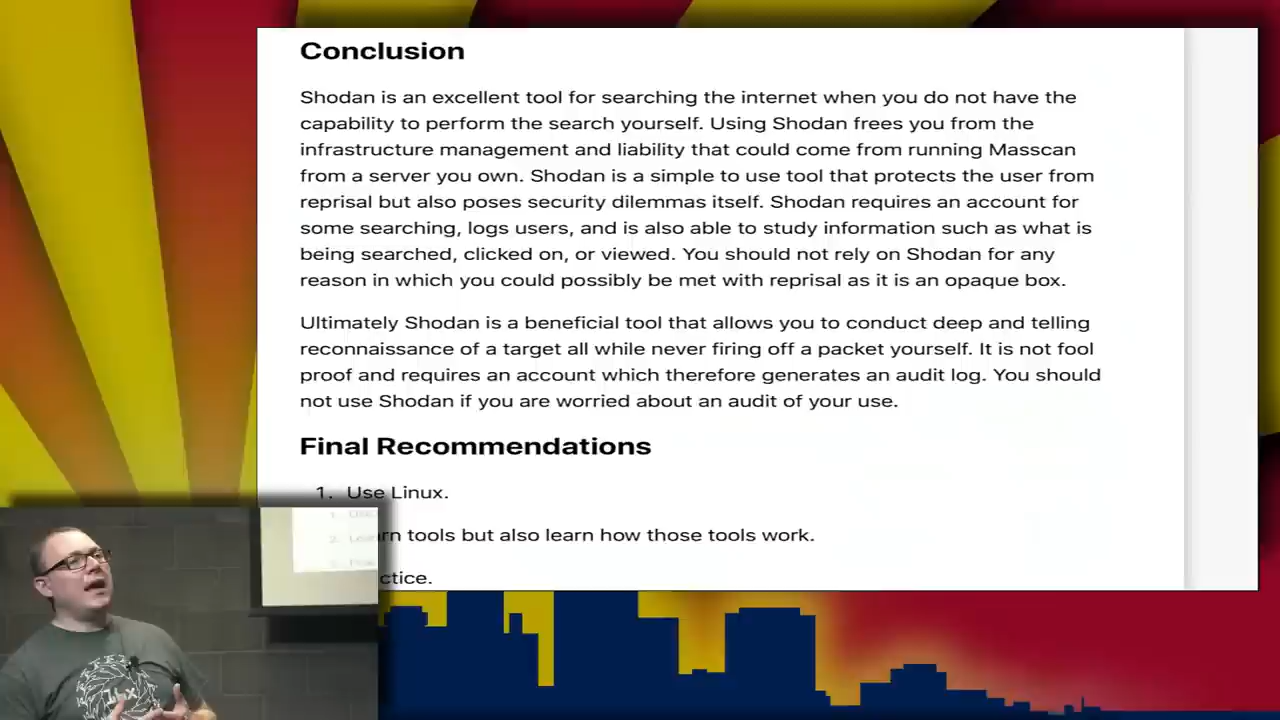 Conclusion
Shodan is an excellent tool for searching the internet when you do not have the
capability to perform the search yourself. Using Shodan frees you from the
infrastructure management and liability that could come from running Masscan
from a server you own. Shodan is a simple to use tool that protects the user from
reprisal but also poses security dilemmas itself. Shodan requires an account for
some searching, logs users, and is also able to study information such as what is
being searched, clicked on, or viewed. You should not rely on Shodan for any
reason in which you could possibly be met with reprisal as it is an opaque box.
Ultimately Shodan is a beneficial tool that allows you to conduct deep and telling
reconnaissance of a target all while never firing off a packet yourself. It is not fool
proof and requires an account which therefore generates an audit log. You should
not use Shodan if you are worried about an audit of your use.
Final Recommendations
1. Use Linux.
rn tools but also learn how those tools work.
ctice.